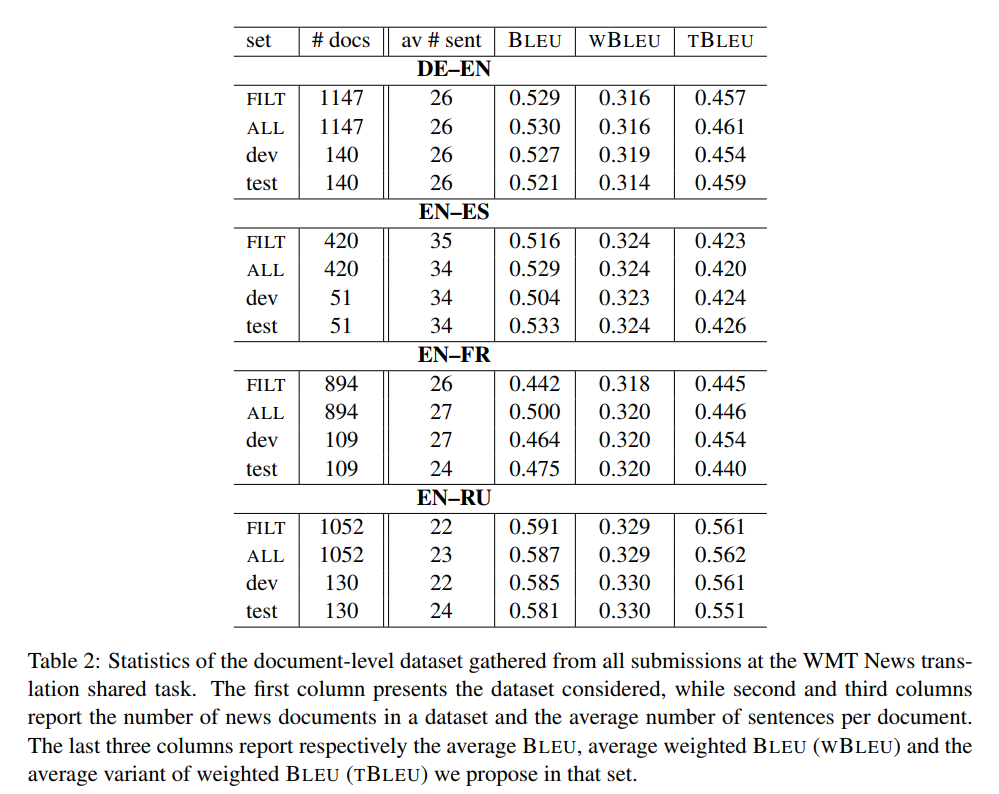 set # docs av # sent BLEU WBLEU TBLEU
DE–EN
FILT 1147 26 0.529 0.316 0.457
ALL 1147 26 0.530 0.316 0.461
dev 140 26 0.527 0.319 0.454
test 140 26 0.521 0.314 0.459
EN–ES
FILT 420 35 0.516 0.324 0.423
ALL 420 34 0.529 0.324 0.420
dev 51 34 0.504 0.323 0.424
test 51 34 0.533 0.324 0.426
EN–FR
FILT 894 26 0.442 0.318 0.445
ALL 894 27 0.500 0.320 0.446
dev 109 27 0.464 0.320 0.454
test 109 24 0.475 0.320 0.440
EN–RU
FILT 1052 22 0.591 0.329 0.561
ALL 1052 23 0.587 0.329 0.562
dev 130 22 0.585 0.330 0.561
test 130 24 0.581 0.330 0.551
Table 2: Statistics of the document-level dataset gathered from all submissions at the WMT News trans-
lation shared task. The first column presents the dataset considered, while second and third columns
report the number of news documents in a dataset and the average number of sentences per document.
The last three columns report respectively the average BLEU, average weighted BLEU (WBLEU) and the
average variant of weighted BLEU (TBLEU) we propose in that set.